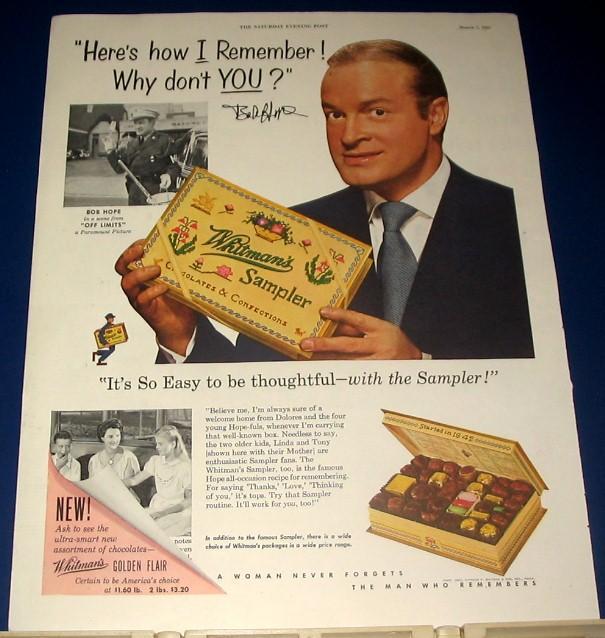 THE SATURDAY EVENING POST
"Here's how I Remember!
Why don't YOU?"
Bob Hope
BOB HOPE
in a scene from
"OFF LIMITS"
a Paramount Picture
Whitman's
Sampler
CHOCOLATES & CONFECTIONS
"It's So Easy to be thoughtful—with the Sampler!"
"Believe me, I'm always sure of a
welcome home from Dolores and the four
young Hope-fuls, whenever I'm carrying
that well-known box. Needless to say,
the two older kids, Linda and Tony
[shown here with their Mother] are
enthusiastic Sampler fans. The
Whitman's Sampler, too, is the famous
Hope all-occasion recipe for remembering.
For saying 'Thanks,' 'Love,' 'Thinking
of you,' it's tops. Try that Sampler
routine. It'll work for you, too!"
Started in 1842
NEW!
Ask to see the
ultra-smart new
assortment of chocolates—
Whitman's GOLDEN FLAIR
Certain to be America's choice
at $1.60 lb. 2 lbs. $3.20
notes
In addition to the famous Sampler, there is a wide
choice of Whitman's packages in a wide price range.
A WOMAN NEVER FORGETS
THE MAN WHO REMEMBERS